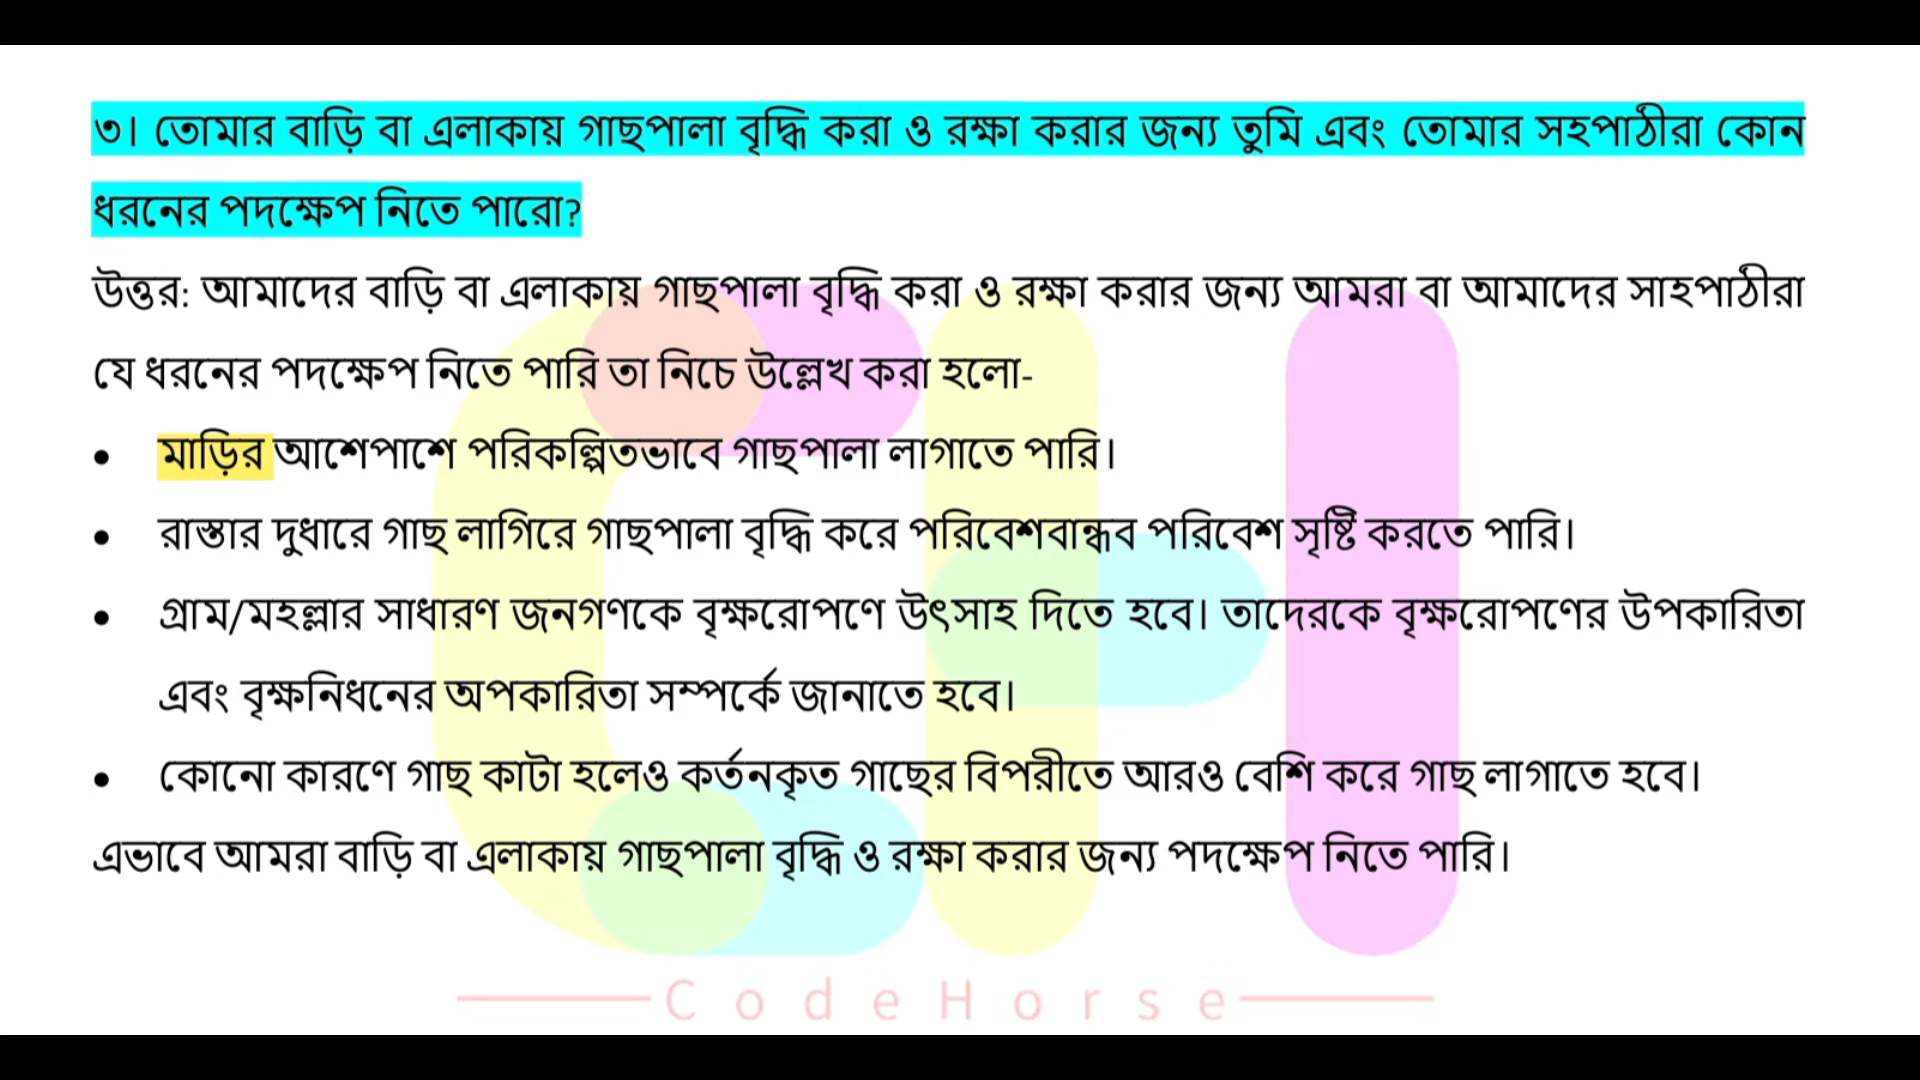 ৩। তোমার বাড়ি বা এলাকায় গাছপালা বৃদ্ধি করা ও রক্ষা করার জন্য তুমি এবং তোমার সহপাঠীরা কোন
ধরনের পদক্ষেপ নিতে পারো?
উত্তর: আমাদের বাড়ি বা এলাকায় গাছপালা বৃদ্ধি করা ও রক্ষা করার জন্য আমরা বা আমাদের সাহপাঠীরা
যে ধরনের পদক্ষেপ নিতে পারি তা নিচে উল্লেখ করা হলো-
• মাড়ির আশেপাশে পরিকল্পিতভাবে গাছপালা লাগাতে পারি।
• রাস্তার দুধারে গাছ লাগিরে গাছপালা বৃদ্ধি করে পরিবেশবান্ধব পরিবেশ সৃষ্টি করতে পারি।
• গ্রাম/মহল্লার সাধারণ জনগণকে বৃক্ষরোপণে উৎসাহ দিতে হবে। তাদেরকে বৃক্ষরোপণের উপকারিতা
এবং বৃক্ষনিধনের অপকারিতা সম্পর্কে জানাতে হবে।
• কোনো কারণে গাছ কাটা হলেও কর্তনকৃত গাছের বিপরীতে আরও বেশি করে গাছ লাগাতে হবে।
এভাবে আমরা বাড়ি বা এলাকায় গাছপালা বৃদ্ধি ও রক্ষা করার জন্য পদক্ষেপ নিতে পারি।
CodeHorse